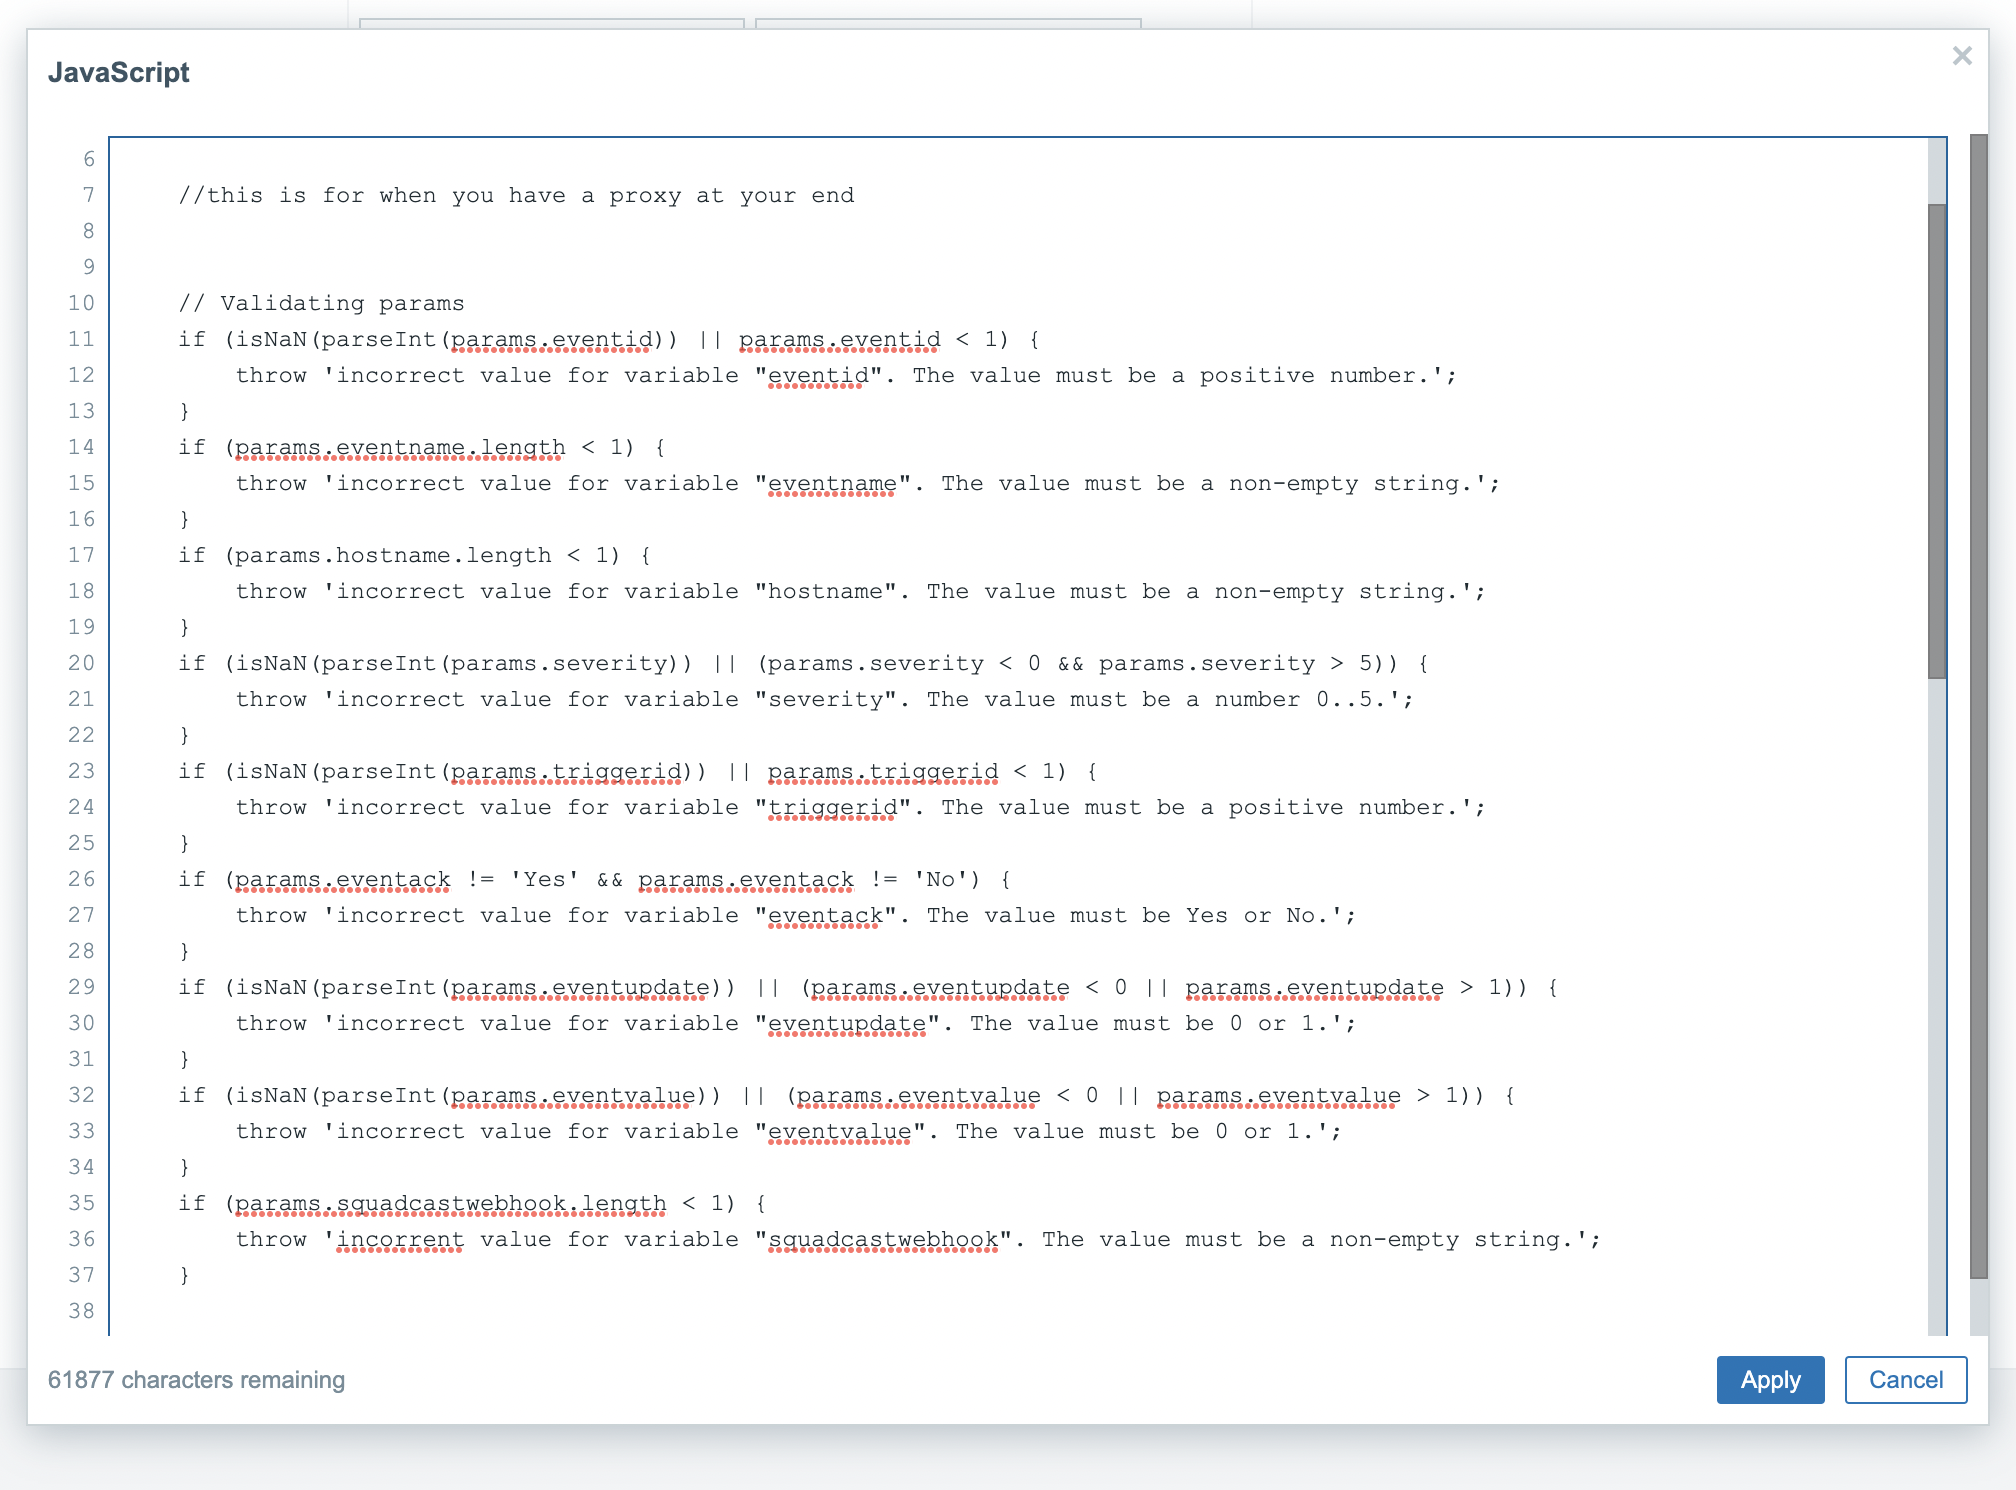 JavaScript
×
6
7 //this is for when you have a proxy at your end
8
9
10 // Validating params
11 if (isNaN(parseInt(params.eventid)) || params.eventid < 1) {
12 throw 'incorrect value for variable "eventid". The value must be a positive number.';
13 }
14 if (params.eventname.length < 1) {
15 throw 'incorrect value for variable "eventname". The value must be a non-empty string.';
16 }
17 if (params.hostname.length < 1) {
18 throw 'incorrect value for variable "hostname". The value must be a non-empty string.';
19 }
20 if (isNaN(parseInt(params.severity)) || (params.severity < 0 && params.severity > 5)) {
21 throw 'incorrect value for variable "severity". The value must be a number 0..5.';
22 }
23 if (isNaN(parseInt(params.triggerid)) || params.triggerid < 1) {
24 throw 'incorrect value for variable "triggerid". The value must be a positive number.';
25 }
26 if (params.eventack != 'Yes' && params.eventack != 'No') {
27 throw 'incorrect value for variable "eventack". The value must be Yes or No.';
28 }
29 if (isNaN(parseInt(params.eventupdate)) || (params.eventupdate < 0 || params.eventupdate > 1)) {
30 throw 'incorrect value for variable "eventupdate". The value must be 0 or 1.';
31 }
32 if (isNaN(parseInt(params.eventvalue)) || (params.eventvalue < 0 || params.eventvalue > 1)) {
33 throw 'incorrect value for variable "eventvalue". The value must be 0 or 1.';
34 }
35 if (params.squadcastwebhook.length < 1) {
36 throw 'incorrent value for variable "squadcastwebhook". The value must be a non-empty string.';
37 }
38
61877 characters remaining
Apply
Cancel